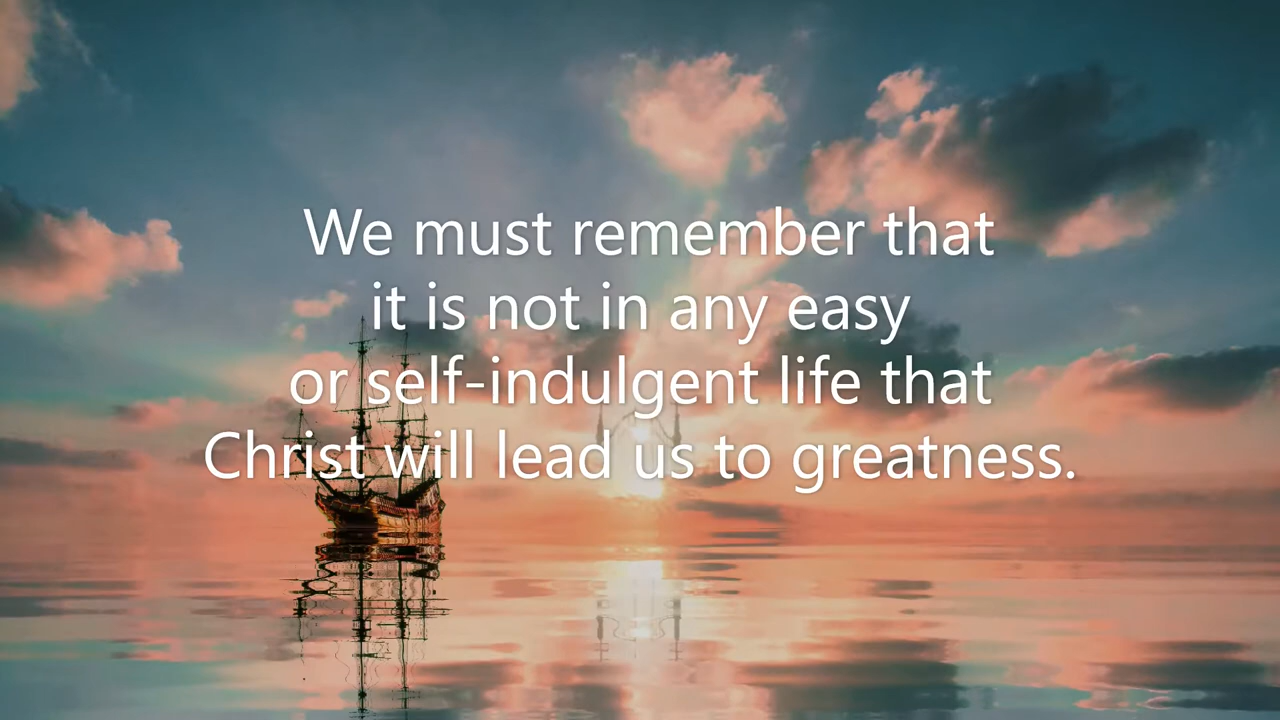 We must remember that
it is not in any easy
or self-indulgent life that
Christ will lead us to greatness.